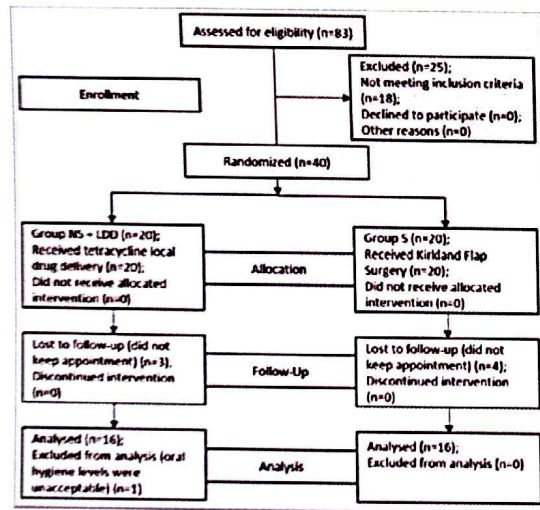 Assessed for eligibility (n=83)
Excluded (n=25);
Not meeting inclusion criteria
(n=18);
Declined to participate (n=0);
Other reasons (n=0)
Enrollment
Randomized (n=40)
Group NS + LDD (n=20);
Received tetracycline local
drug delivery (n=20);
Did not receive allocated
intervention (n=0)
Allocation
Group S (n=20);
Received Kirkland Flap
Surgery (n=20);
Did not receive allocated
intervention (n=0)
Lost to follow-up (did not
keep appointment) (n=3),
Discontinued intervention
(n=0)
Follow-Up
Lost to follow-up (did not
keep appointment) (n=4);
Discontinued intervention
(n=0)
Analysed (n=16);
Excluded from analysis (oral
hygiene levels were
unacceptable) (n=1)
Analysis
Analysed (n=16);
Excluded from analysis (n=0)